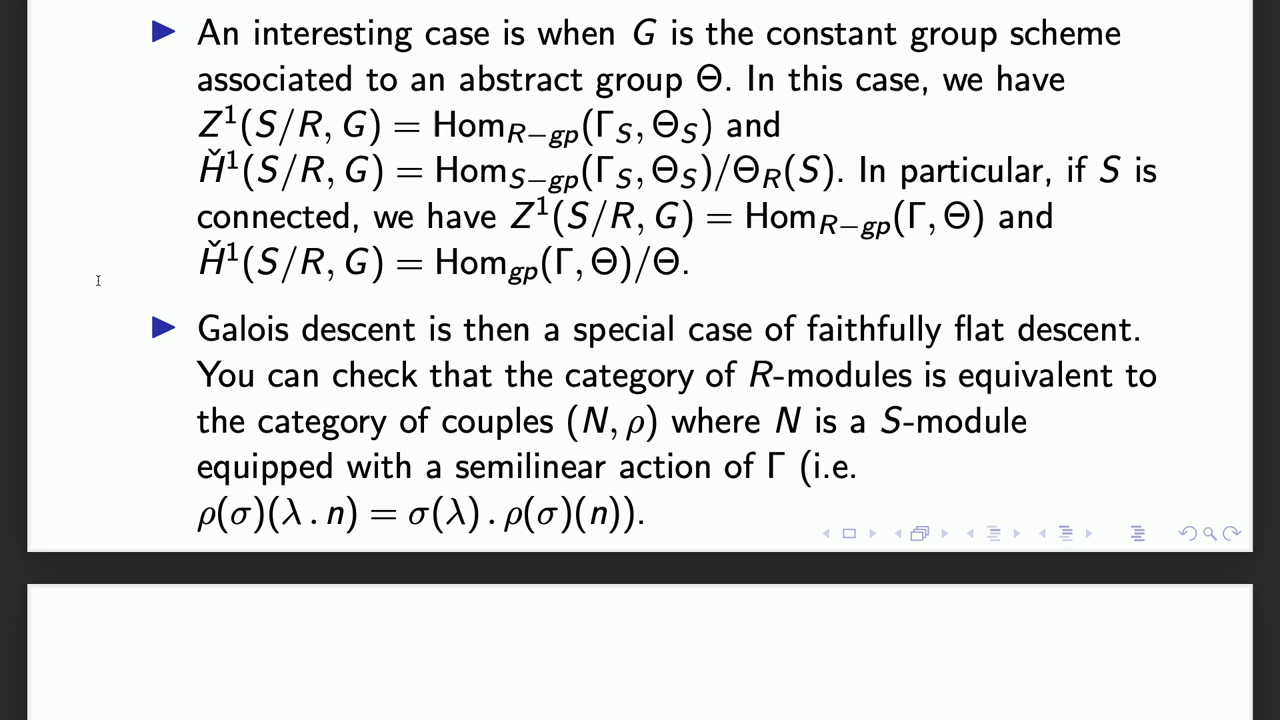 An interesting case is when G is the constant group scheme
associated to an abstract group Θ. In this case, we have
Z¹(S/R, G) = Hom_{R−gp}(Γ_S, Θ_S) and
Ȟ¹(S/R, G) = Hom_{S−gp}(Γ_S, Θ_S)/Θ_R(S). In particular, if S is
connected, we have Z¹(S/R, G) = Hom_{R−gp}(Γ, Θ) and
Ȟ¹(S/R, G) = Hom_{gp}(Γ, Θ)/Θ.
Galois descent is then a special case of faithfully flat descent.
You can check that the category of R-modules is equivalent to
the category of couples (N, ρ) where N is a S-module
equipped with a semilinear action of Γ (i.e.
ρ(σ)(λ . n) = σ(λ) . ρ(σ)(n)).